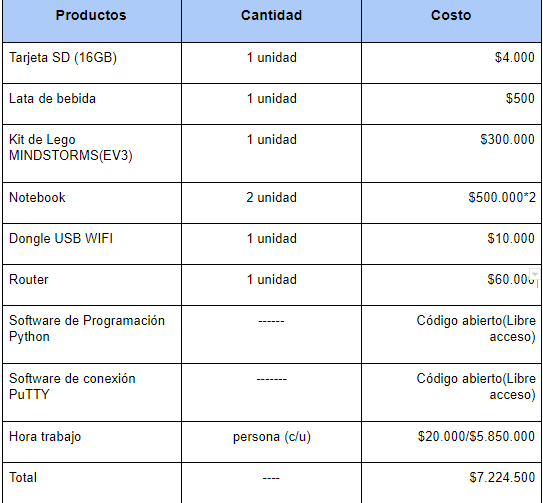 Productos Cantidad Costo
Tarjeta SD (16GB) 1 unidad $4.000
Lata de bebida 1 unidad $500
Kit de Lego 1 unidad $300.000
MINDSTORMS(EV3)
Notebook 2 unidad $500.000*2
Dongle USB WIFI 1 unidad $10.000
Router 1 unidad $60.000
Software de Programación ------ Código abierto(Libre
Python acceso)
Software de conexión ------- Código abierto(Libre
PuTTY acceso)
Hora trabajo persona (c/u) $20.000/$5.850.000
Total ---- $7.224.500